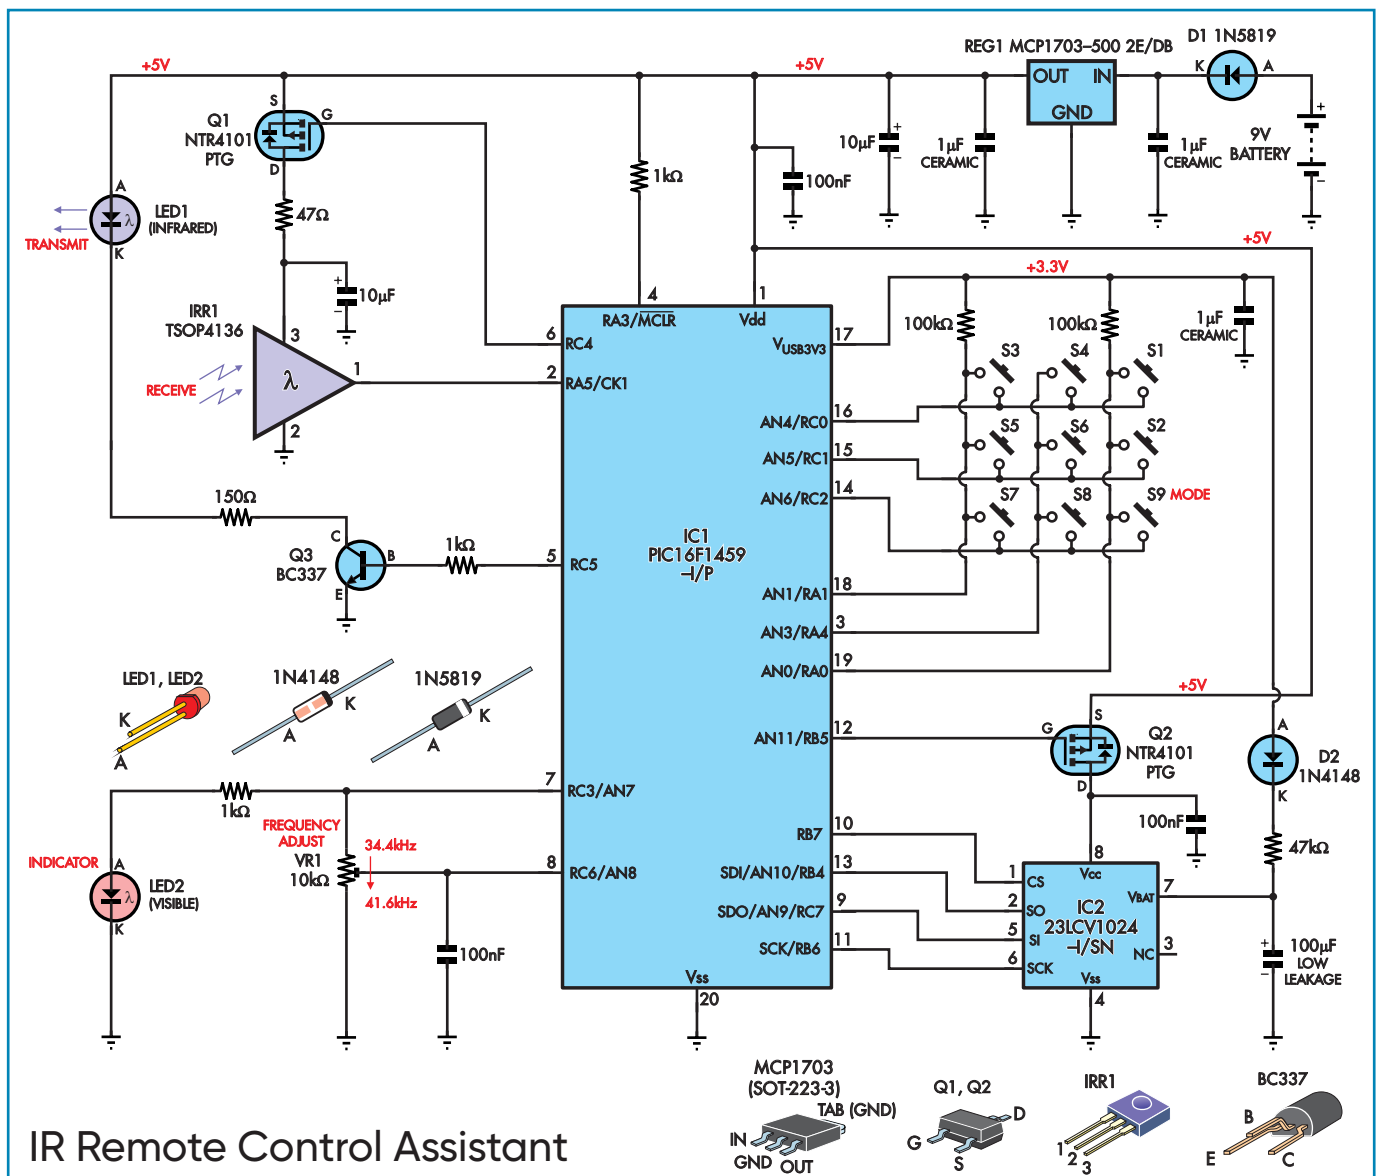 REG1 MCP1703–500 2E/DB
D1 1N5819
+5V
+5V
OUT IN
GND
K
A
+
9V
BATTERY
–
S
Q1
G
NTR4101
PTG
D
1kΩ
100nF
10µF
+
–
1µF
CERAMIC
1µF
CERAMIC
A
LED1
(INFRARED)
λ
TRANSMIT
K
47Ω
+
10µF
–
+5V
+3.3V
IRR1
TSOP4136
3
λ
1
2
RECEIVE
4
RA3/MCLR
1
Vdd
6
RC4
2
RA5/CK1
17
VUSB3V3
100kΩ
100kΩ
1µF
CERAMIC
S3
S4
S1
16
AN4/RC0
S5
S6
S2
15
AN5/RC1
14
AN6/RC2
S7
S8
S9 MODE
150Ω
C
Q3
BC337
B
E
1kΩ
5
RC5
IC1
PIC16F1459
–I/P
18
AN1/RA1
3
AN3/RA4
19
AN0/RA0
LED1, LED2
K
A
1N4148
K
A
1N5819
K
A
+5V
12
AN11/RB5
G
S
Q2
NTR4101
PTG
D
A
D2
1N4148
K
7
RC3/AN7
1kΩ
FREQUENCY
ADJUST
VR1
10kΩ
34.4kHz
41.6kHz
8
RC6/AN8
INDICATOR
A
LED2
(VISIBLE)
λ
K
100nF
10
RB7
13
SDI/AN10/RB4
9
SDO/AN9/RC7
11
SCK/RB6
Vss
20
100nF
47kΩ
8
Vcc
1
CS
2
SO
5
SI
6
SCK
IC2
23LCV1024
–I/SN
VBAT
7
NC
3
Vss
4
+
100µF
LOW
LEAKAGE
–
MCP1703
(SOT-223-3)
TAB (GND)
IN
GND
OUT
Q1, Q2
D
G
S
IRR1
1
2
3
BC337
B
E
C
IR Remote Control Assistant